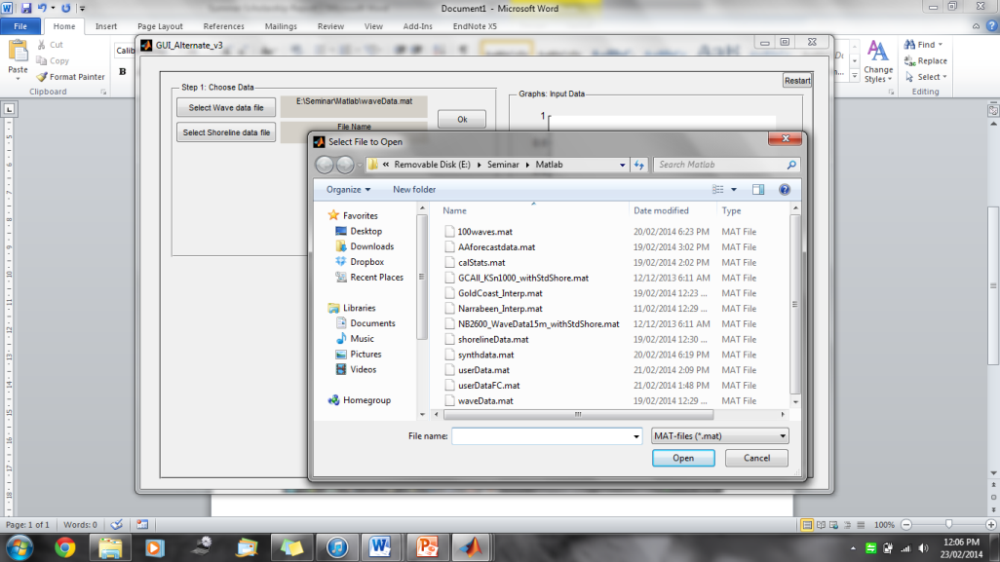 Document1 - Microsoft Word
File Home Insert Page Layout References Mailings Review View Add-Ins EndNote X5
Cut
Copy
Format Painter
Paste
Clipboard
Calib
B
Change
Styles
Find
Replace
Select
Editing
GUI_Alternate_v3
Restart
Step 1: Choose Data
Select Wave data file
E:\Seminar\Matlab\waveData.mat
Ok
Select Shoreline data file
File Name
Graphs: Input Data
1
Select File to Open
« Removable Disk (E:) Seminar Matlab
Search Matlab
Organize New folder
Favorites
Desktop
Downloads
Dropbox
Recent Places
Libraries
Documents
Music
Pictures
Videos
Homegroup
Name Date modified Type
100waves.mat 20/02/2014 6:23 PM MAT File
AAforecastdata.mat 19/02/2014 3:02 PM MAT File
calStats.mat 19/02/2014 2:02 PM MAT File
GCAll_KSn1000_withStdShore.mat 12/12/2013 6:11 AM MAT File
GoldCoast_Interp.mat 19/02/2014 12:23 ... MAT File
Narrabeen_Interp.mat 11/02/2014 12:29 ... MAT File
NB2600_WaveData15m_withStdShore.mat 12/12/2013 6:11 AM MAT File
shorelineData.mat 19/02/2014 12:30 ... MAT File
synthdata.mat 20/02/2014 6:19 PM MAT File
userData.mat 21/02/2014 2:09 PM MAT File
userDataFC.mat 21/02/2014 1:48 PM MAT File
waveData.mat 19/02/2014 12:29 ... MAT File
File name:
MAT-files (*.mat)
Open Cancel
Page: 1 of 1 Words: 0
100%
12:06 PM
23/02/2014